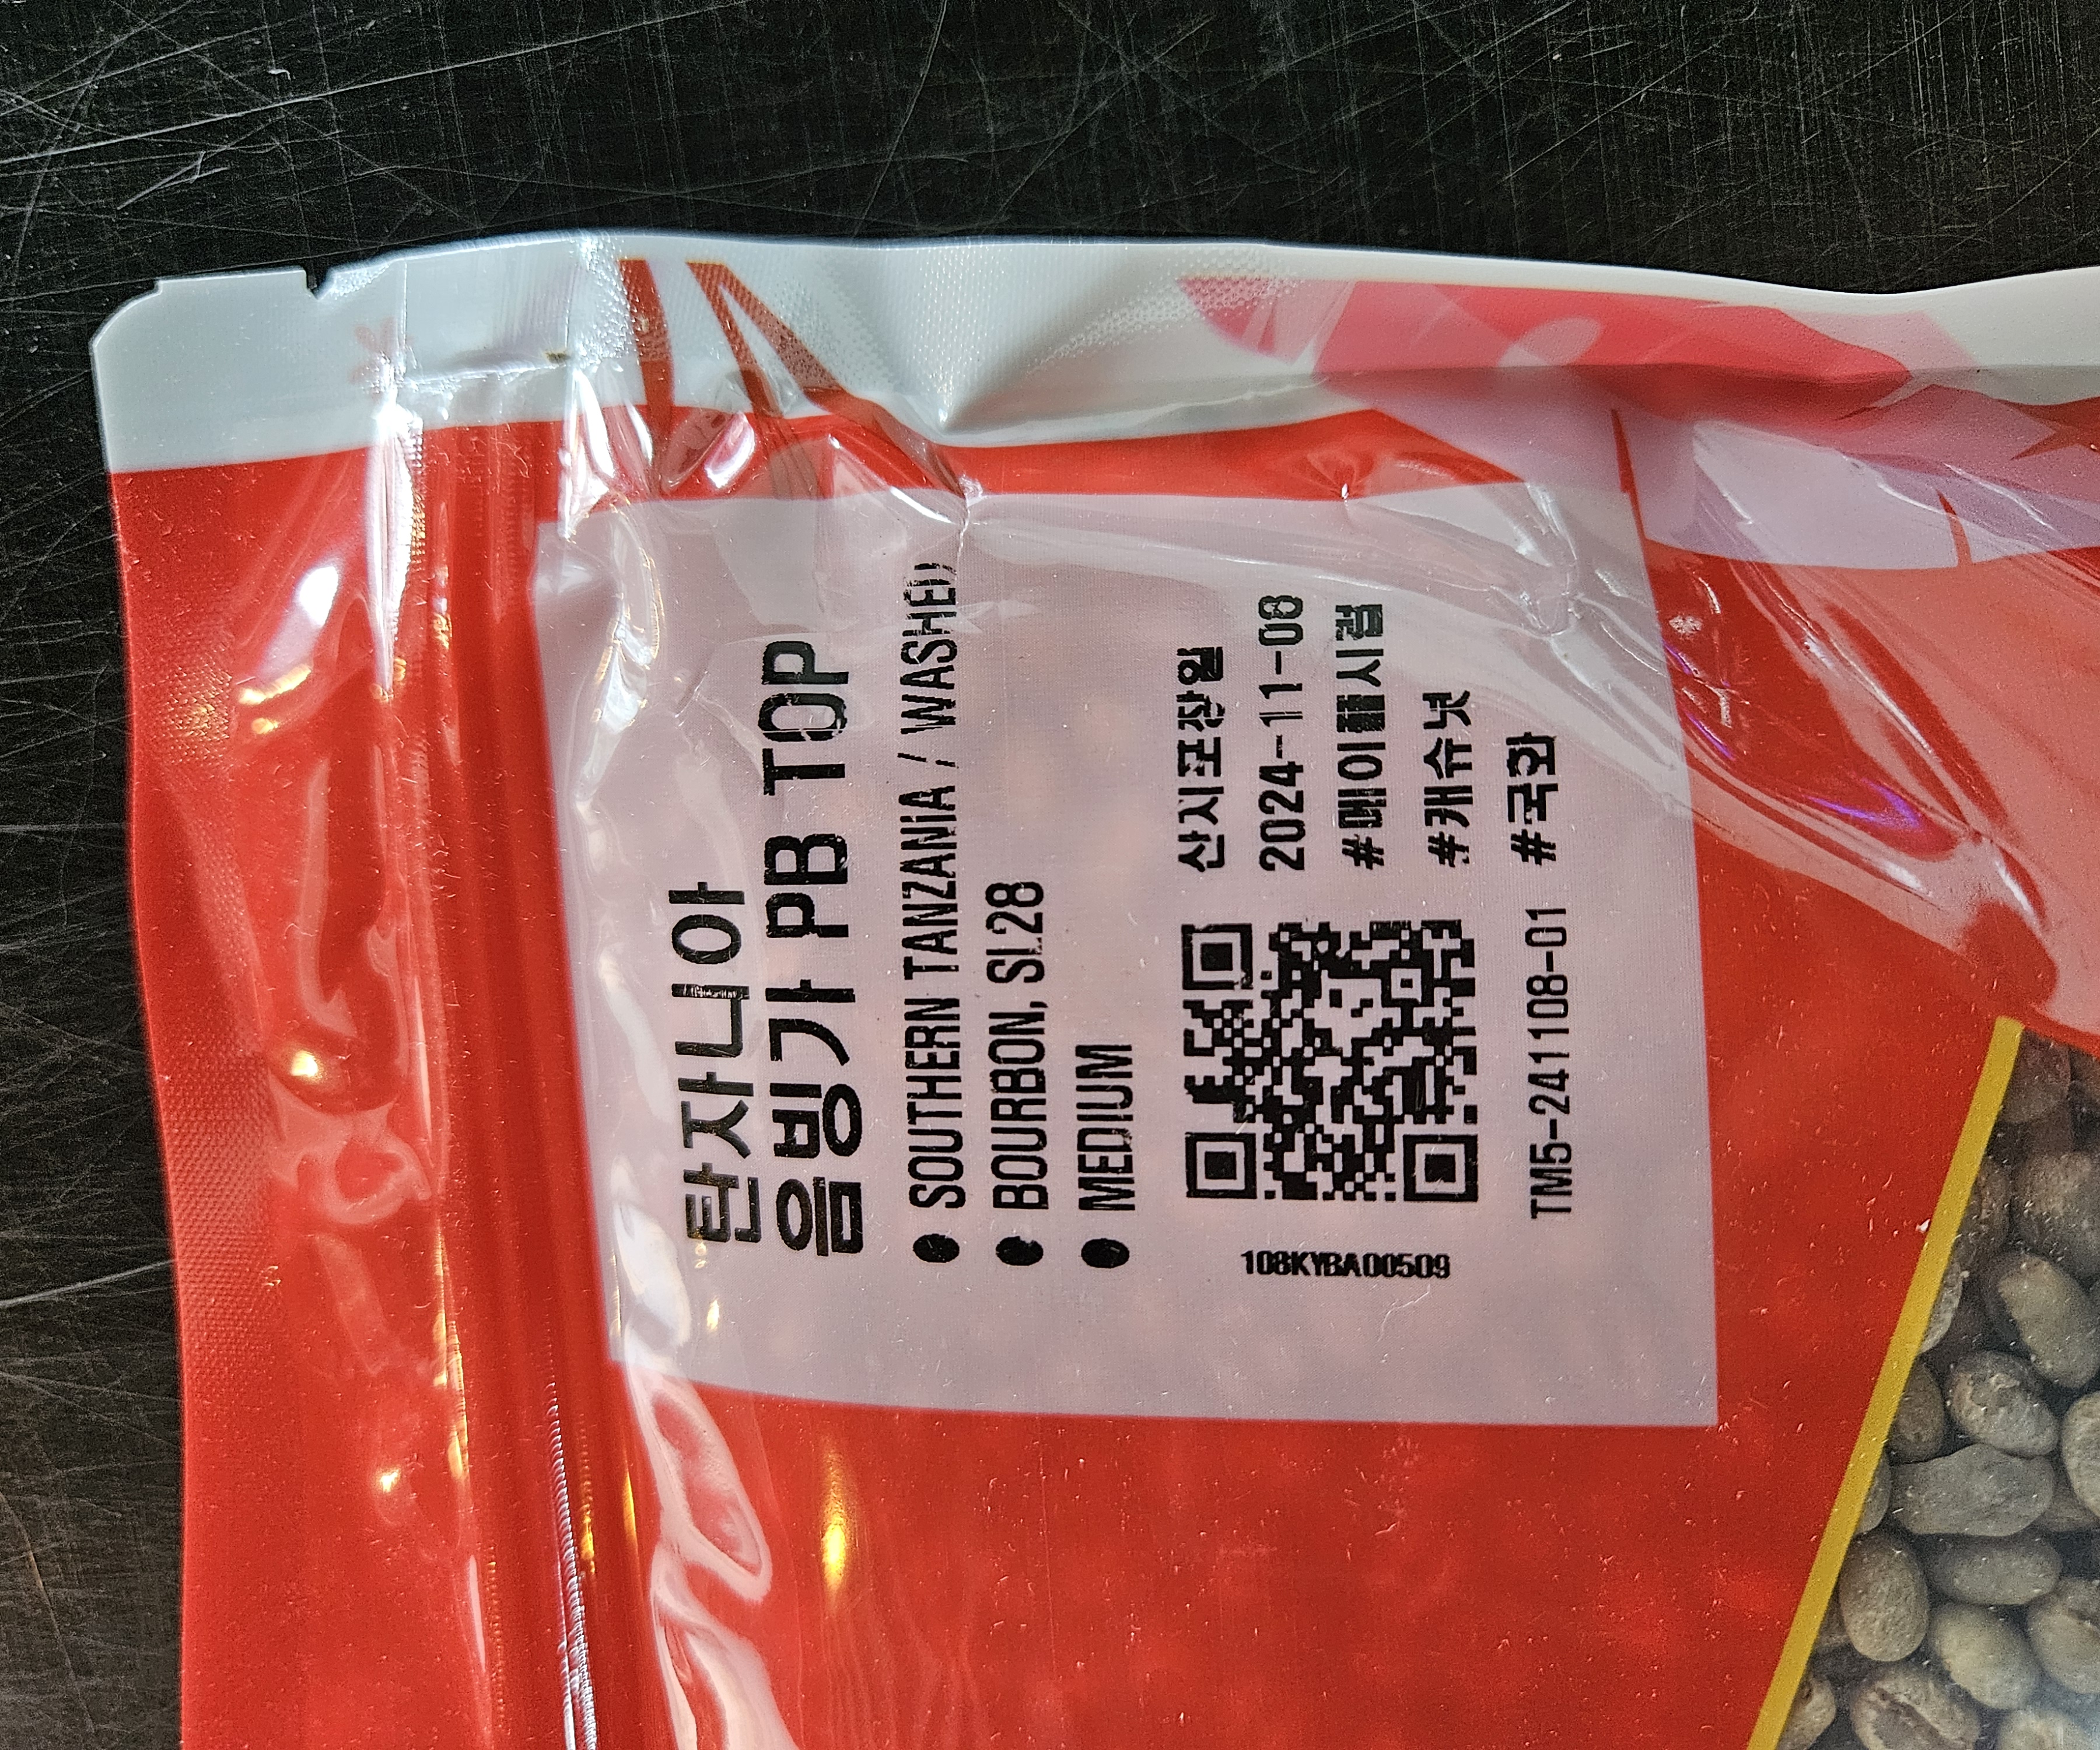 탄자니아
음빙가 PB TOP
● SOUTHERN TANZANIA / WASHED
● BOURBON, SL28
● MEDIUM
산지포장일
2024-11-08
#메이플시럽
#캐슈넛
#국화
108KYBA00509
TM5-241108-01